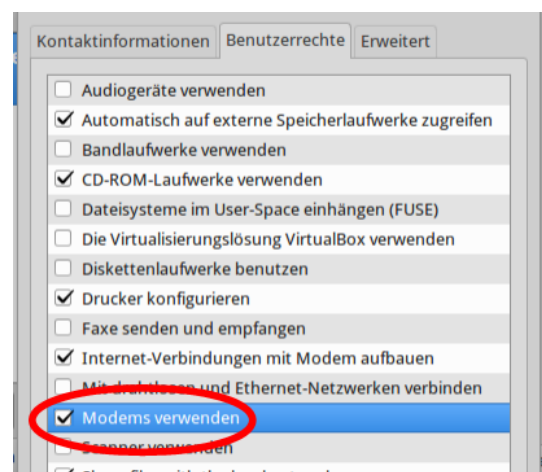 Kontaktinformationen Benutzerrechte Erweitert
Audiogeräte verwenden
Automatisch auf externe Speicherlaufwerke zugreifen
Bandlaufwerke verwenden
CD-ROM-Laufwerke verwenden
Dateisysteme im User-Space einhängen (FUSE)
Die Virtualisierungslösung VirtualBox verwenden
Diskettenlaufwerke benutzen
Drucker konfigurieren
Faxe senden und empfangen
Internet-Verbindungen mit Modem aufbauen
Mit drahtlosen und Ethernet-Netzwerken verbinden
Modems verwenden
Scanner verwenden